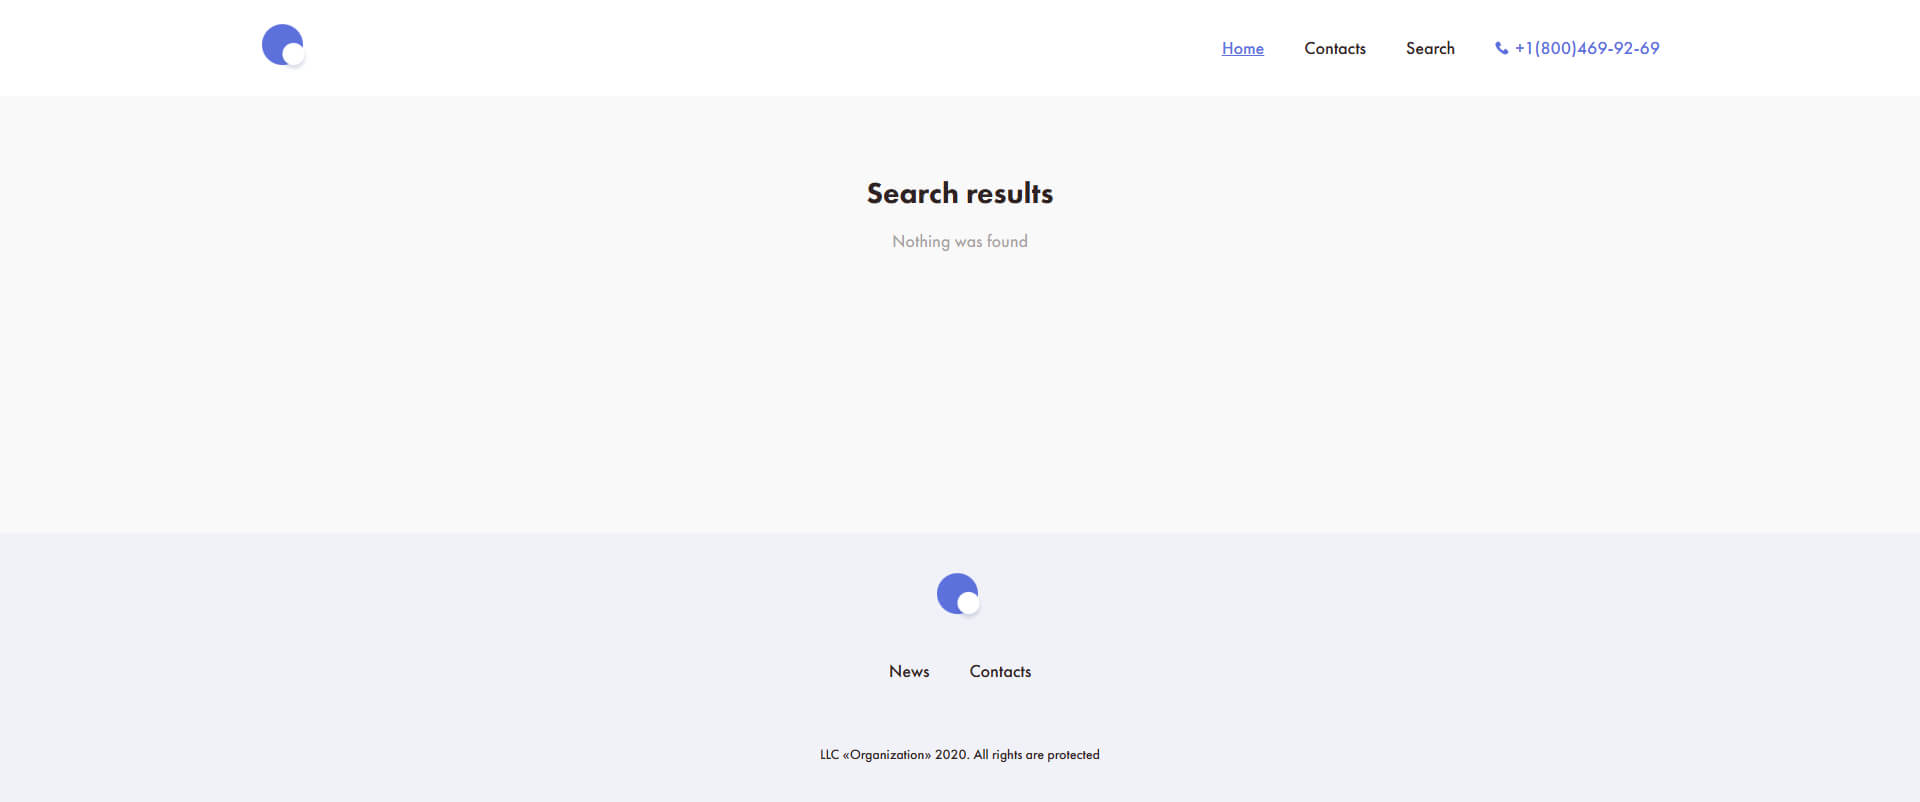 Home Contacts Search +1(800)469-92-69
Search results
Nothing was found
News Contacts
LLC «Organization» 2020. All rights are protected